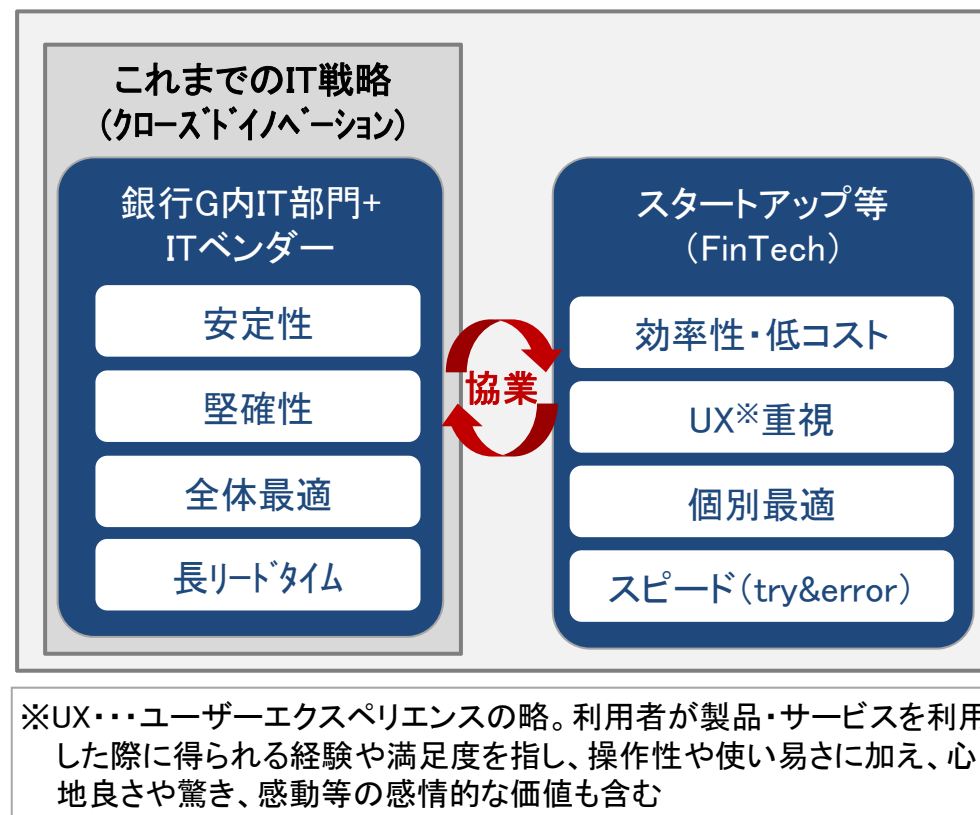 これまでのIT戦略
（ｸﾛｰｽﾞﾄﾞｲﾉﾍﾞｰｼｮﾝ）
銀行G内IT部門+
ITベンダー
安定性
堅確性
全体最適
長ﾘｰﾄﾞﾀｲﾑ
協業
スタートアップ等
（FinTech）
効率性・低コスト
UX※重視
個別最適
スピード（try&error）
※UX・・・ユーザーエクスペリエンスの略。利用者が製品・サービスを利用
した際に得られる経験や満足度を指し、操作性や使い易さに加え、心
地良さや驚き、感動等の感情的な価値も含む